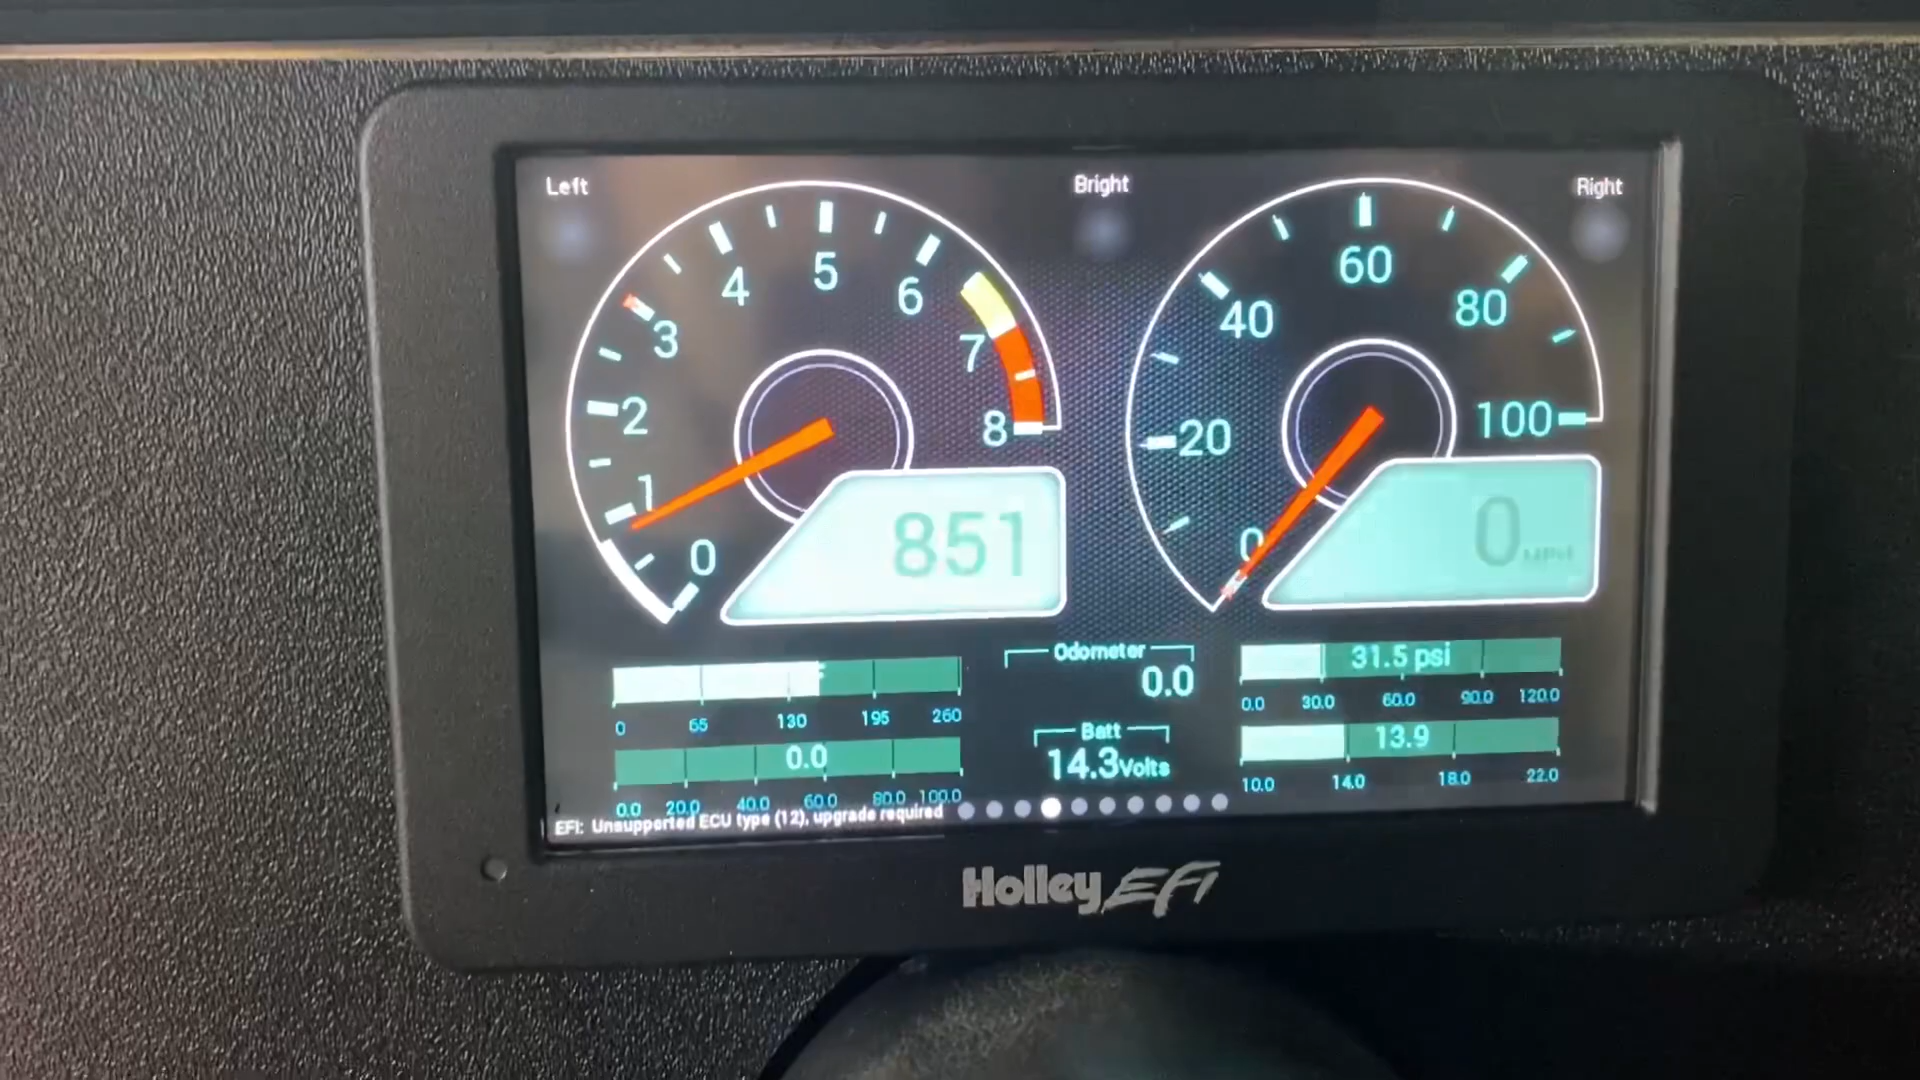 Left
Bright
Right
0
1
2
3
4
5
6
7
8
851
0
20
40
60
80
100
0 MPH
0 65 130 195 260
0.0
0.0 20.0 40.0 60.0 80.0 100.0
Odometer
0.0
Batt
14.3 Volts
31.5 psi
0.0 30.0 60.0 90.0 120.0
13.9
10.0 14.0 18.0 22.0
EFI: Unsupported ECU type (12), upgrade required
Holley EFI